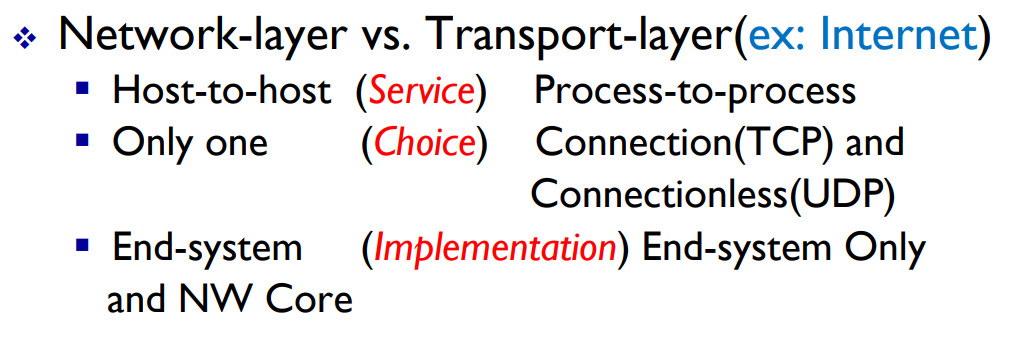 ❖ Network-layer vs. Transport-layer(ex: Internet)
▪ Host-to-host (Service) Process-to-process
▪ Only one (Choice) Connection(TCP) and
Connectionless(UDP)
▪ End-system (Implementation) End-system Only
and NW Core